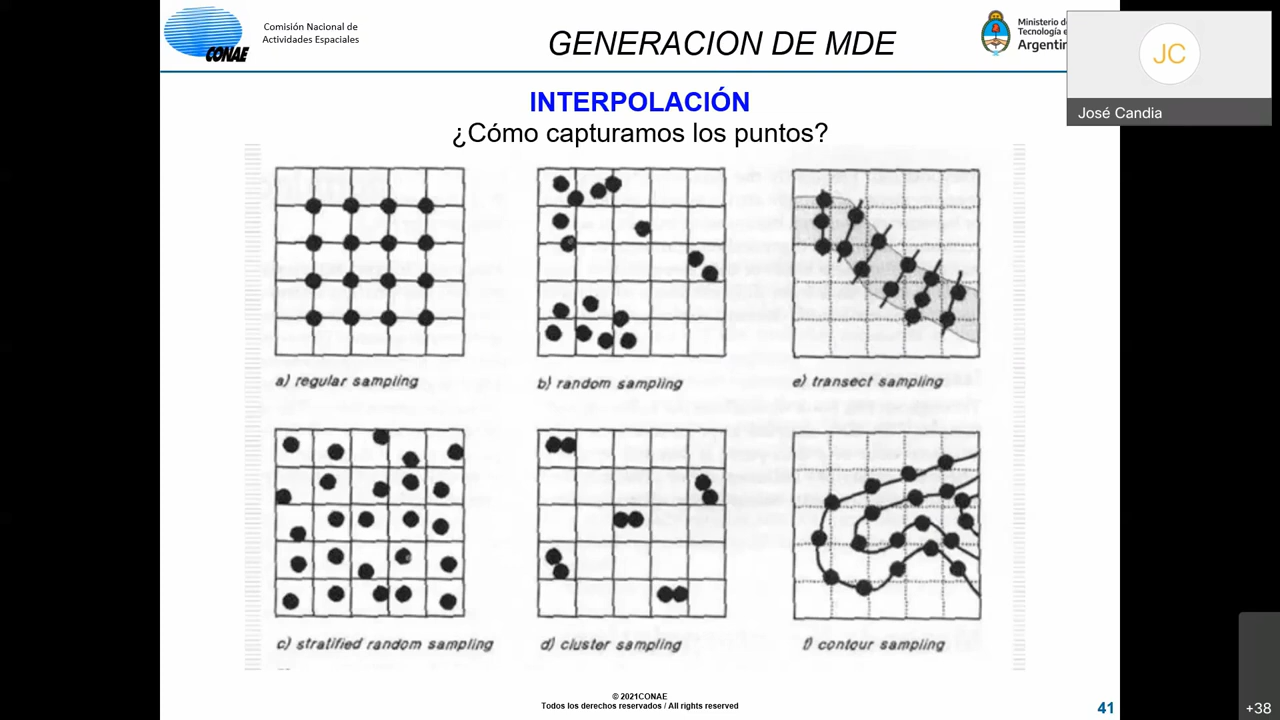 Comisión Nacional de
Actividades Espaciales
CONAE
GENERACION DE MDE
Ministerio de
Tecnología e
Argentin
JC
José Candia
INTERPOLACIÓN
¿Cómo capturamos los puntos?
a) regular sampling
b) random sampling
e) transect sampling
c) stratified random sampling
d) cluster sampling
f) contour sampling
© 2021CONAE
Todos los derechos reservados / All rights reserved
41
+38